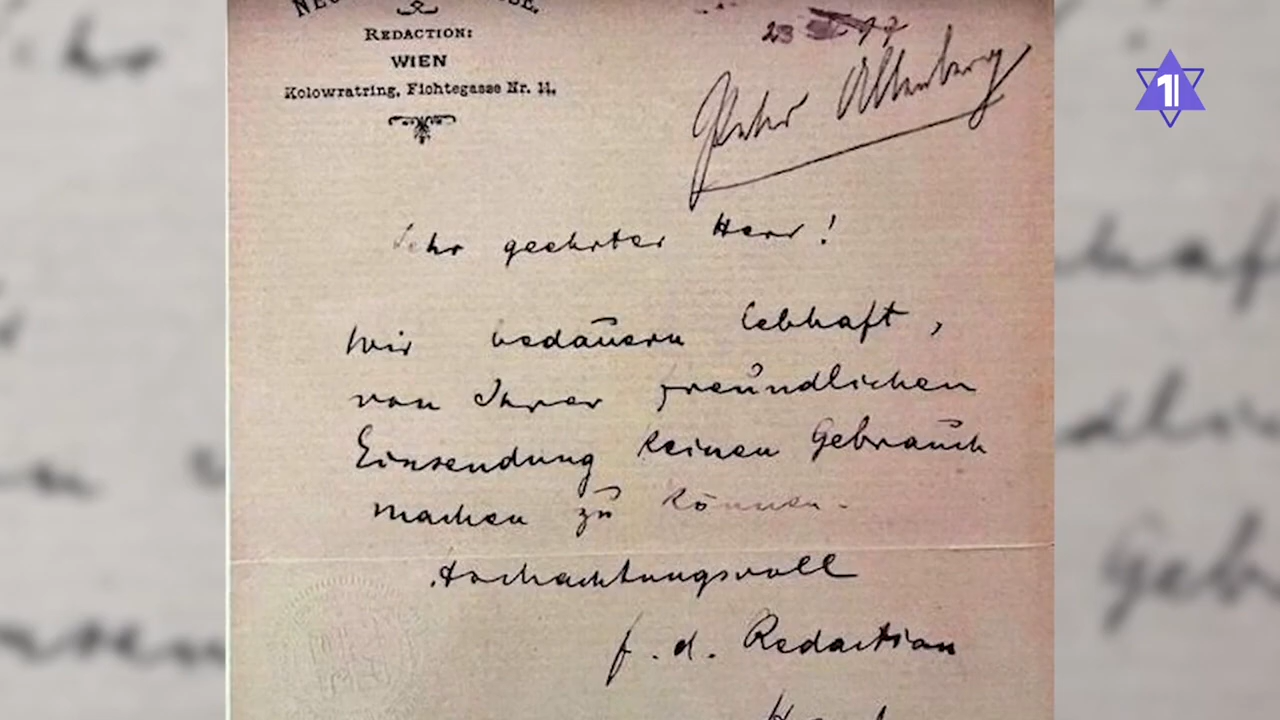 REDACTION:
WIEN
Kolowratring, Fichtegasse Nr. 11.
Peter Altenberg
Sehr geehrter Herr!
Wir bedauern lebhaft,
von Ihrer freundlichen
Einsendung keinen Gebrauch
machen zu können.
Hochachtungsvoll
f. d. Redaction
1